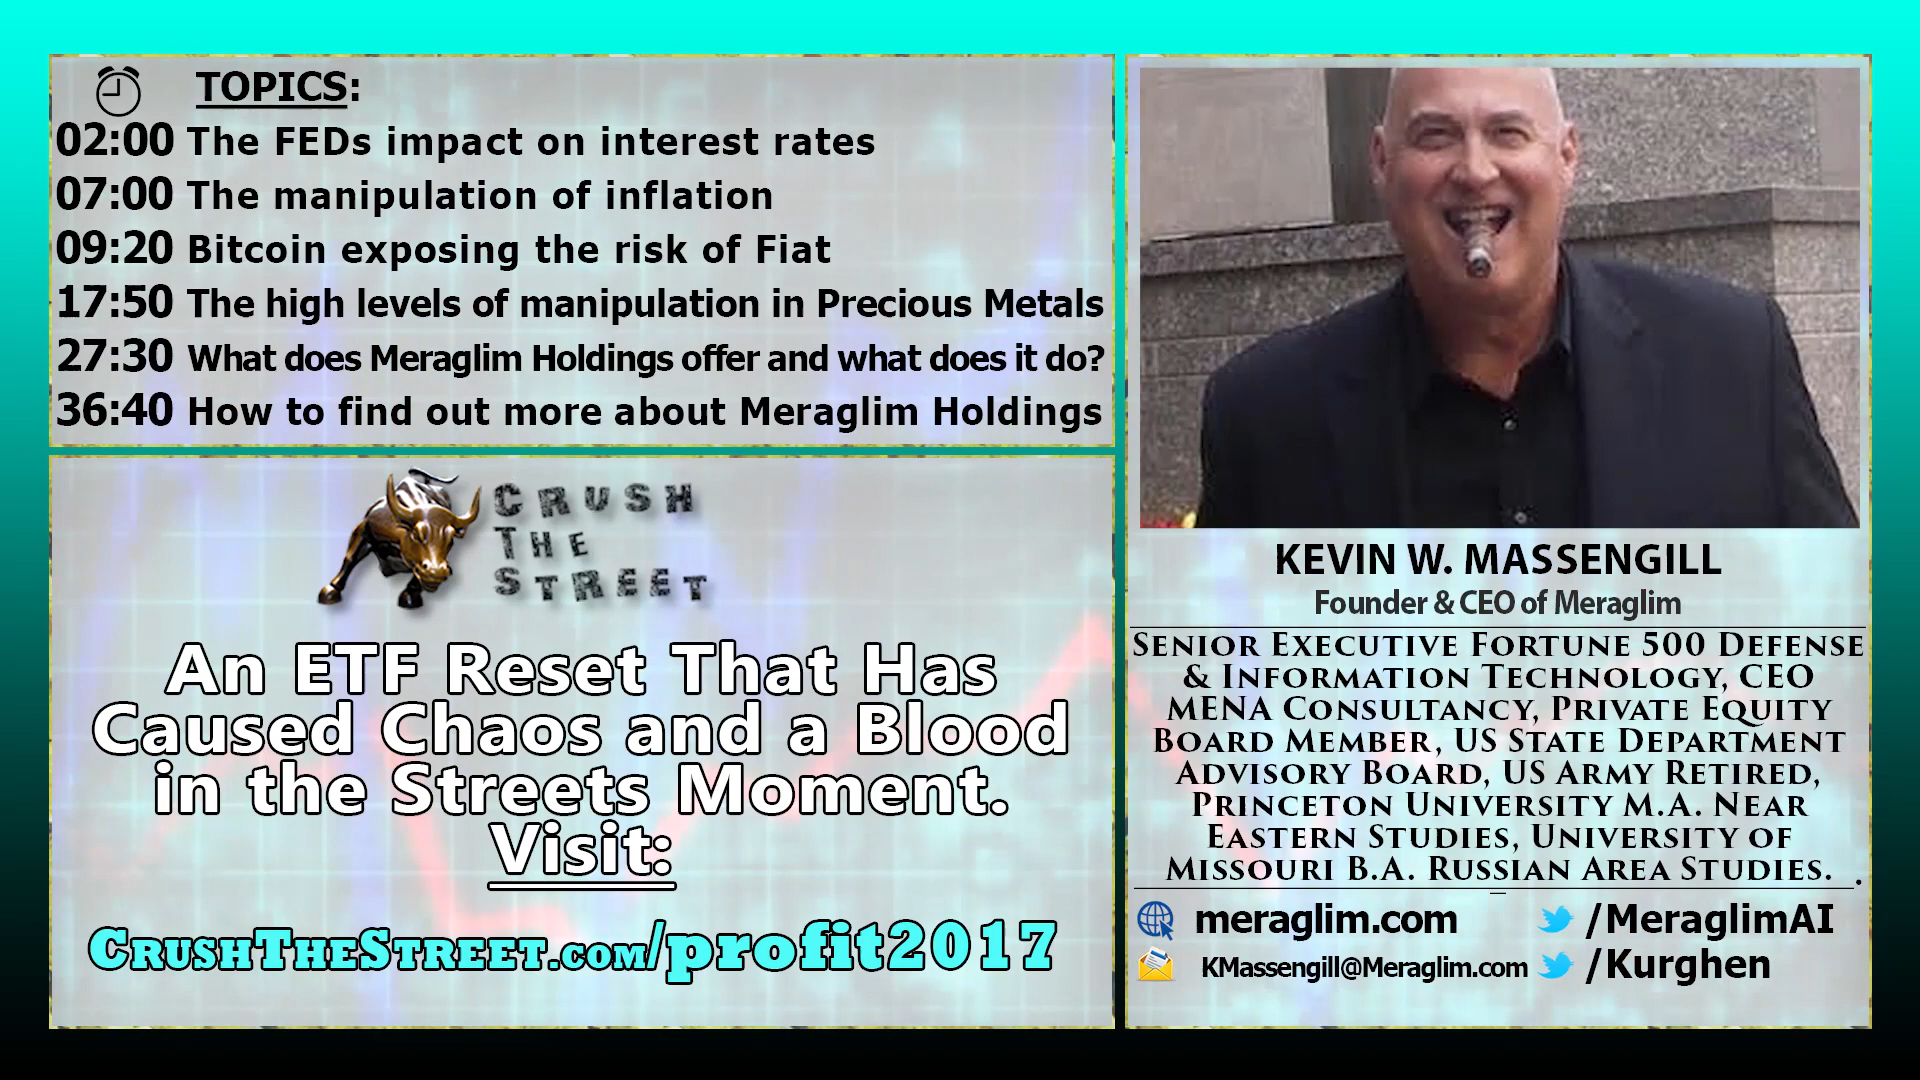 TOPICS:
02:00 The FEDs impact on interest rates
07:00 The manipulation of inflation
09:20 Bitcoin exposing the risk of Fiat
17:50 The high levels of manipulation in Precious Metals
27:30 What does Meraglim Holdings offer and what does it do?
36:40 How to find out more about Meraglim Holdings
CRUSH
THE
STREET
An ETF Reset That Has
Caused Chaos and a Blood
in the Streets Moment.
Visit:
CRUSHTHESTREET.COM/profit2017
KEVIN W. MASSENGILL
Founder & CEO of Meraglim
SENIOR EXECUTIVE FORTUNE 500 DEFENSE
& INFORMATION TECHNOLOGY, CEO
MENA CONSULTANCY, PRIVATE EQUITY
BOARD MEMBER, US STATE DEPARTMENT
ADVISORY BOARD, US ARMY RETIRED,
PRINCETON UNIVERSITY M.A. NEAR
EASTERN STUDIES, UNIVERSITY OF
MISSOURI B.A. RUSSIAN AREA STUDIES. .
meraglim.com /MeraglimAI
KMassengill@Meraglim.com /Kurghen